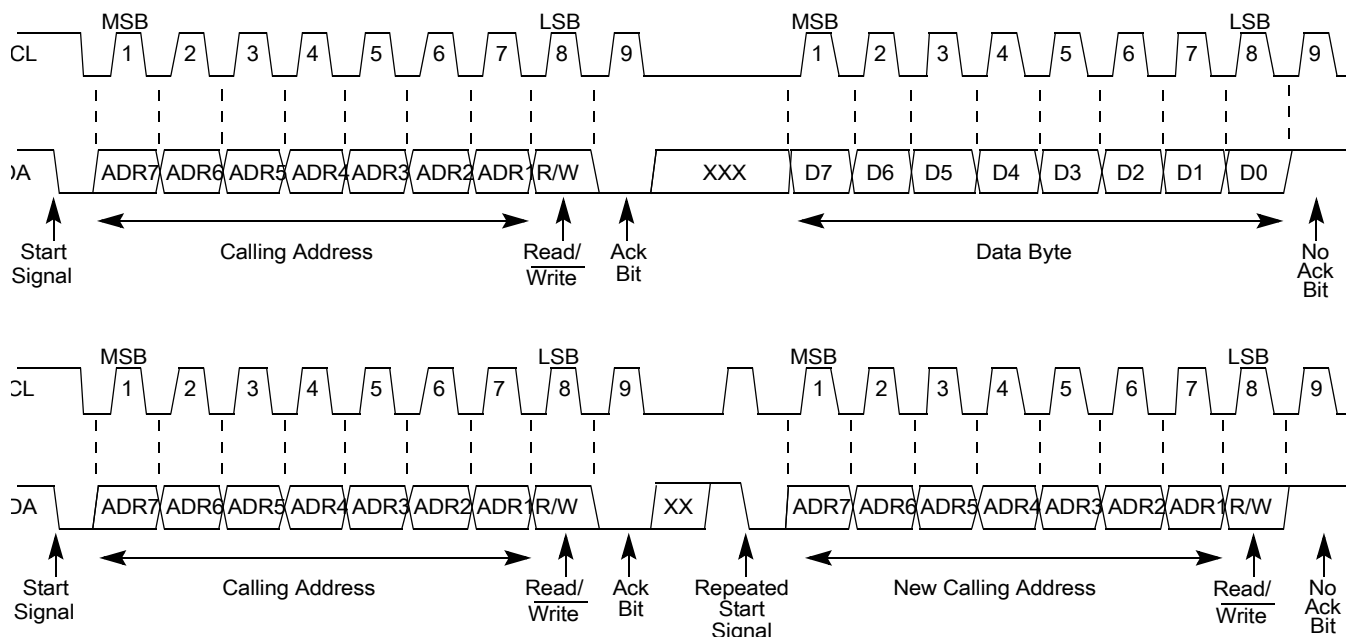 MSB LSB MSB LSB
CL 1 2 3 4 5 6 7 8 9 1 2 3 4 5 6 7 8 9
DA ADR7 ADR6 ADR5 ADR4 ADR3 ADR2 ADR1 R/W XXX D7 D6 D5 D4 D3 D2 D1 D0
Start Calling Address Read/ Ack Data Byte No
Signal Write Bit Ack
Bit
MSB LSB MSB LSB
CL 1 2 3 4 5 6 7 8 9 1 2 3 4 5 6 7 8 9
DA ADR7 ADR6 ADR5 ADR4 ADR3 ADR2 ADR1 R/W XX ADR7 ADR6 ADR5 ADR4 ADR3 ADR2 ADR1 R/W
Start Calling Address Read/ Ack Repeated New Calling Address Read/ No
Signal Write Bit Start Write Ack
Signal Bit